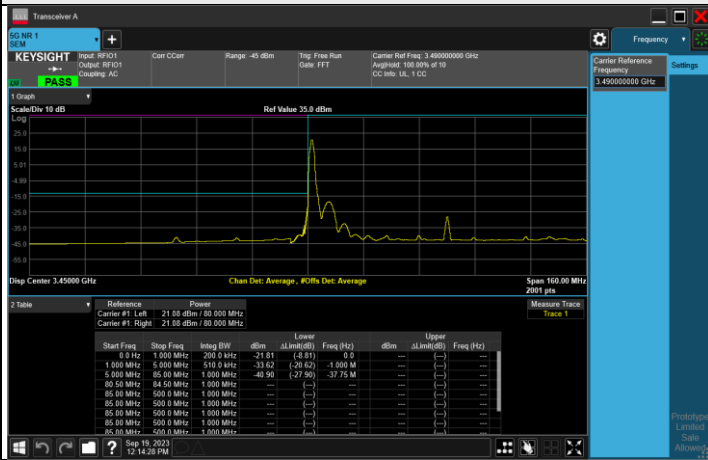 Transceiver A
5G NR 1
SEM
Frequency
KEYSIGHT
Input: RFIO1
Output: RFIO1
Coupling: AC
Corr CCorr
Range: -45 dBm
Trig: Free Run
Gate: FFT
Carrier Ref Freq: 3.490000000 GHz
Avg|Hold: 100.00% of 10
CC Info: UL, 1 CC
PASS
Carrier Reference
Frequency
3.490000000 GHz
Settings
1 Graph
Scale/Div 10 dB
Ref Value 35.0 dBm
Log
25.0
15.0
5.01
-4.99
-15.0
-25.0
-35.0
-45.0
-55.0
Disp Center 3.45000 GHz
Chan Det: Average, #Offs Det: Average
Span 160.00 MHz
2001 pts
2 Table
Reference Power
Carrier #1: Left 21.08 dBm / 80.000 MHz
Carrier #1: Right 21.08 dBm / 80.000 MHz
Measure Trace
Trace 1
Lower Upper
Start Freq Stop Freq Integ BW dBm ΔLimit(dB) Freq (Hz) dBm ΔLimit(dB) Freq (Hz)
0.0 Hz 1.000 MHz 200.0 kHz -21.81 (-8.81) 0.0 --- (---) ---
1.000 MHz 5.000 MHz 510.0 kHz -33.62 (-20.62) -1.000 M --- (---) ---
5.000 MHz 85.00 MHz 1.000 MHz -40.90 (-27.90) -37.75 M --- (---) ---
80.50 MHz 84.50 MHz 1.000 MHz --- (---) --- --- (---) ---
85.00 MHz 500.0 MHz 1.000 MHz --- (---) --- --- (---) ---
85.00 MHz 500.0 MHz 1.000 MHz --- (---) --- --- (---) ---
85.00 MHz 500.0 MHz 1.000 MHz --- (---) --- --- (---) ---
85.00 MHz 500.0 MHz 1.000 MHz --- (---) --- --- (---) ---
85.00 MHz 500.0 MHz 1.000 MHz --- (---) --- --- (---) ---
Sep 19, 2023
12:14:28 PM
Prototype
Limited
Sale
Allowed